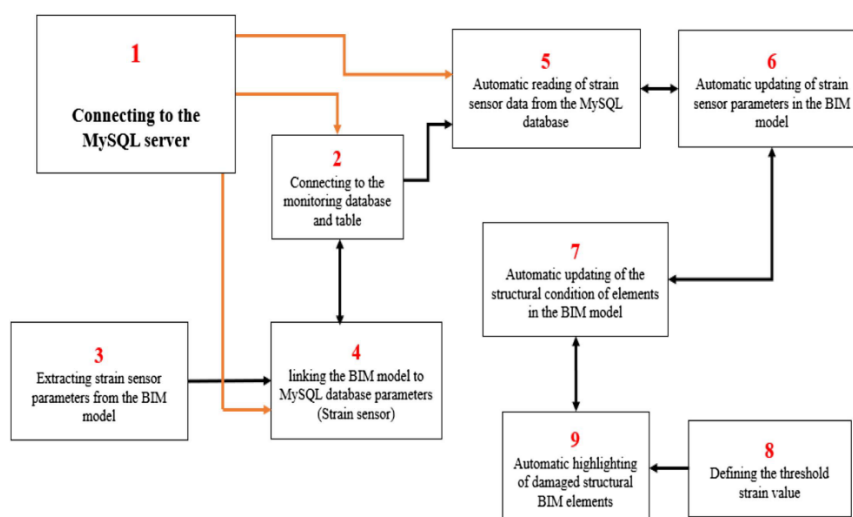 1
Connecting to the
MySQL server
2
Connecting to the
monitoring database
and table
3
Extracting strain sensor
parameters from the BIM
model
4
linking the BIM model to
MySQL database parameters
(Strain sensor)
5
Automatic reading of strain
sensor data from the MySQL
database
6
Automatic updating of strain
sensor parameters in the BIM
model
7
Automatic updating of the
structural condition of elements
in the BIM model
9
Automatic highlighting
of damaged structural
BIM elements
8
Defining the threshold
strain value